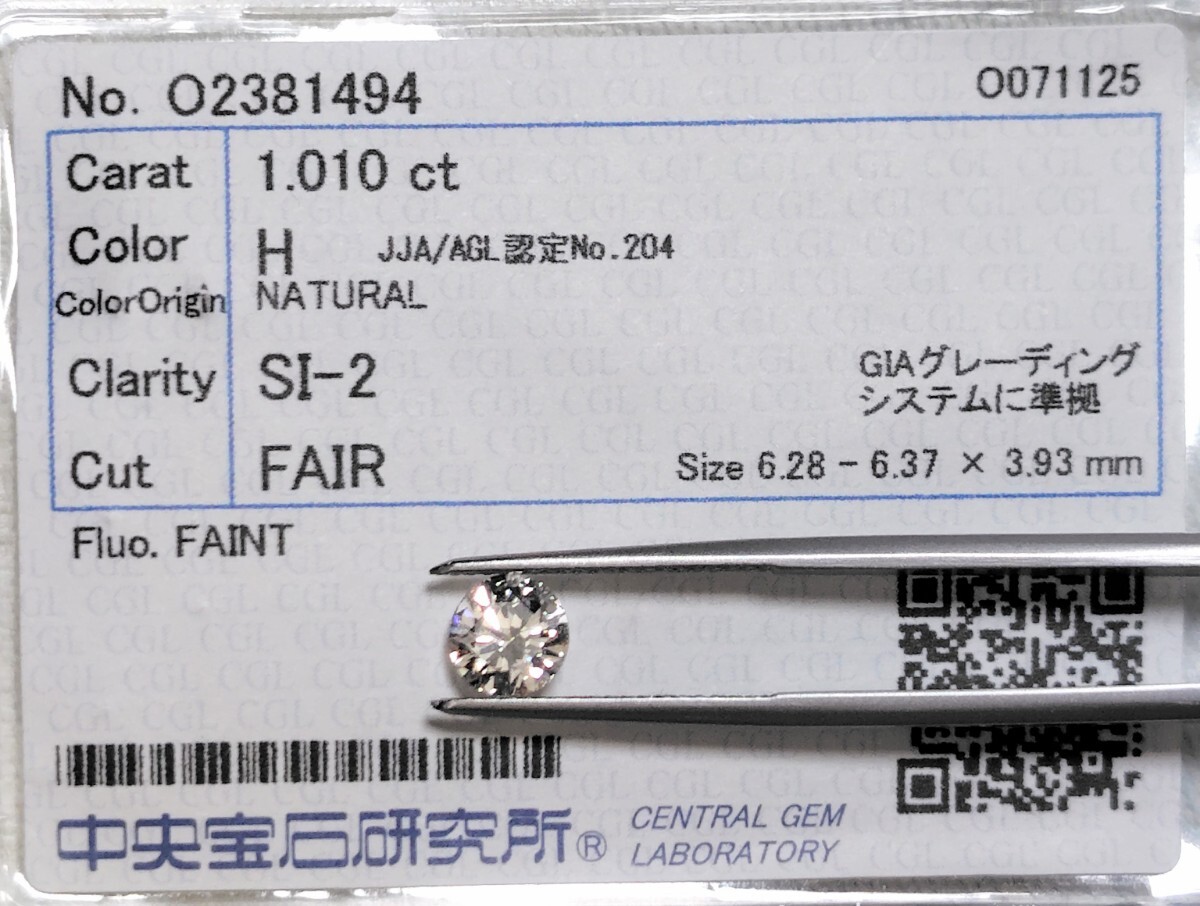 No. O2381494 O071125
Carat 1.010 ct
Color H JJA/AGL認定No.204
ColorOrigin NATURAL
Clarity SI-2 GIAグレーディング
システムに準拠
Cut FAIR Size 6.28 - 6.37 × 3.93 mm
Fluo. FAINT
中央宝石研究所® CENTRAL GEM
LABORATORY